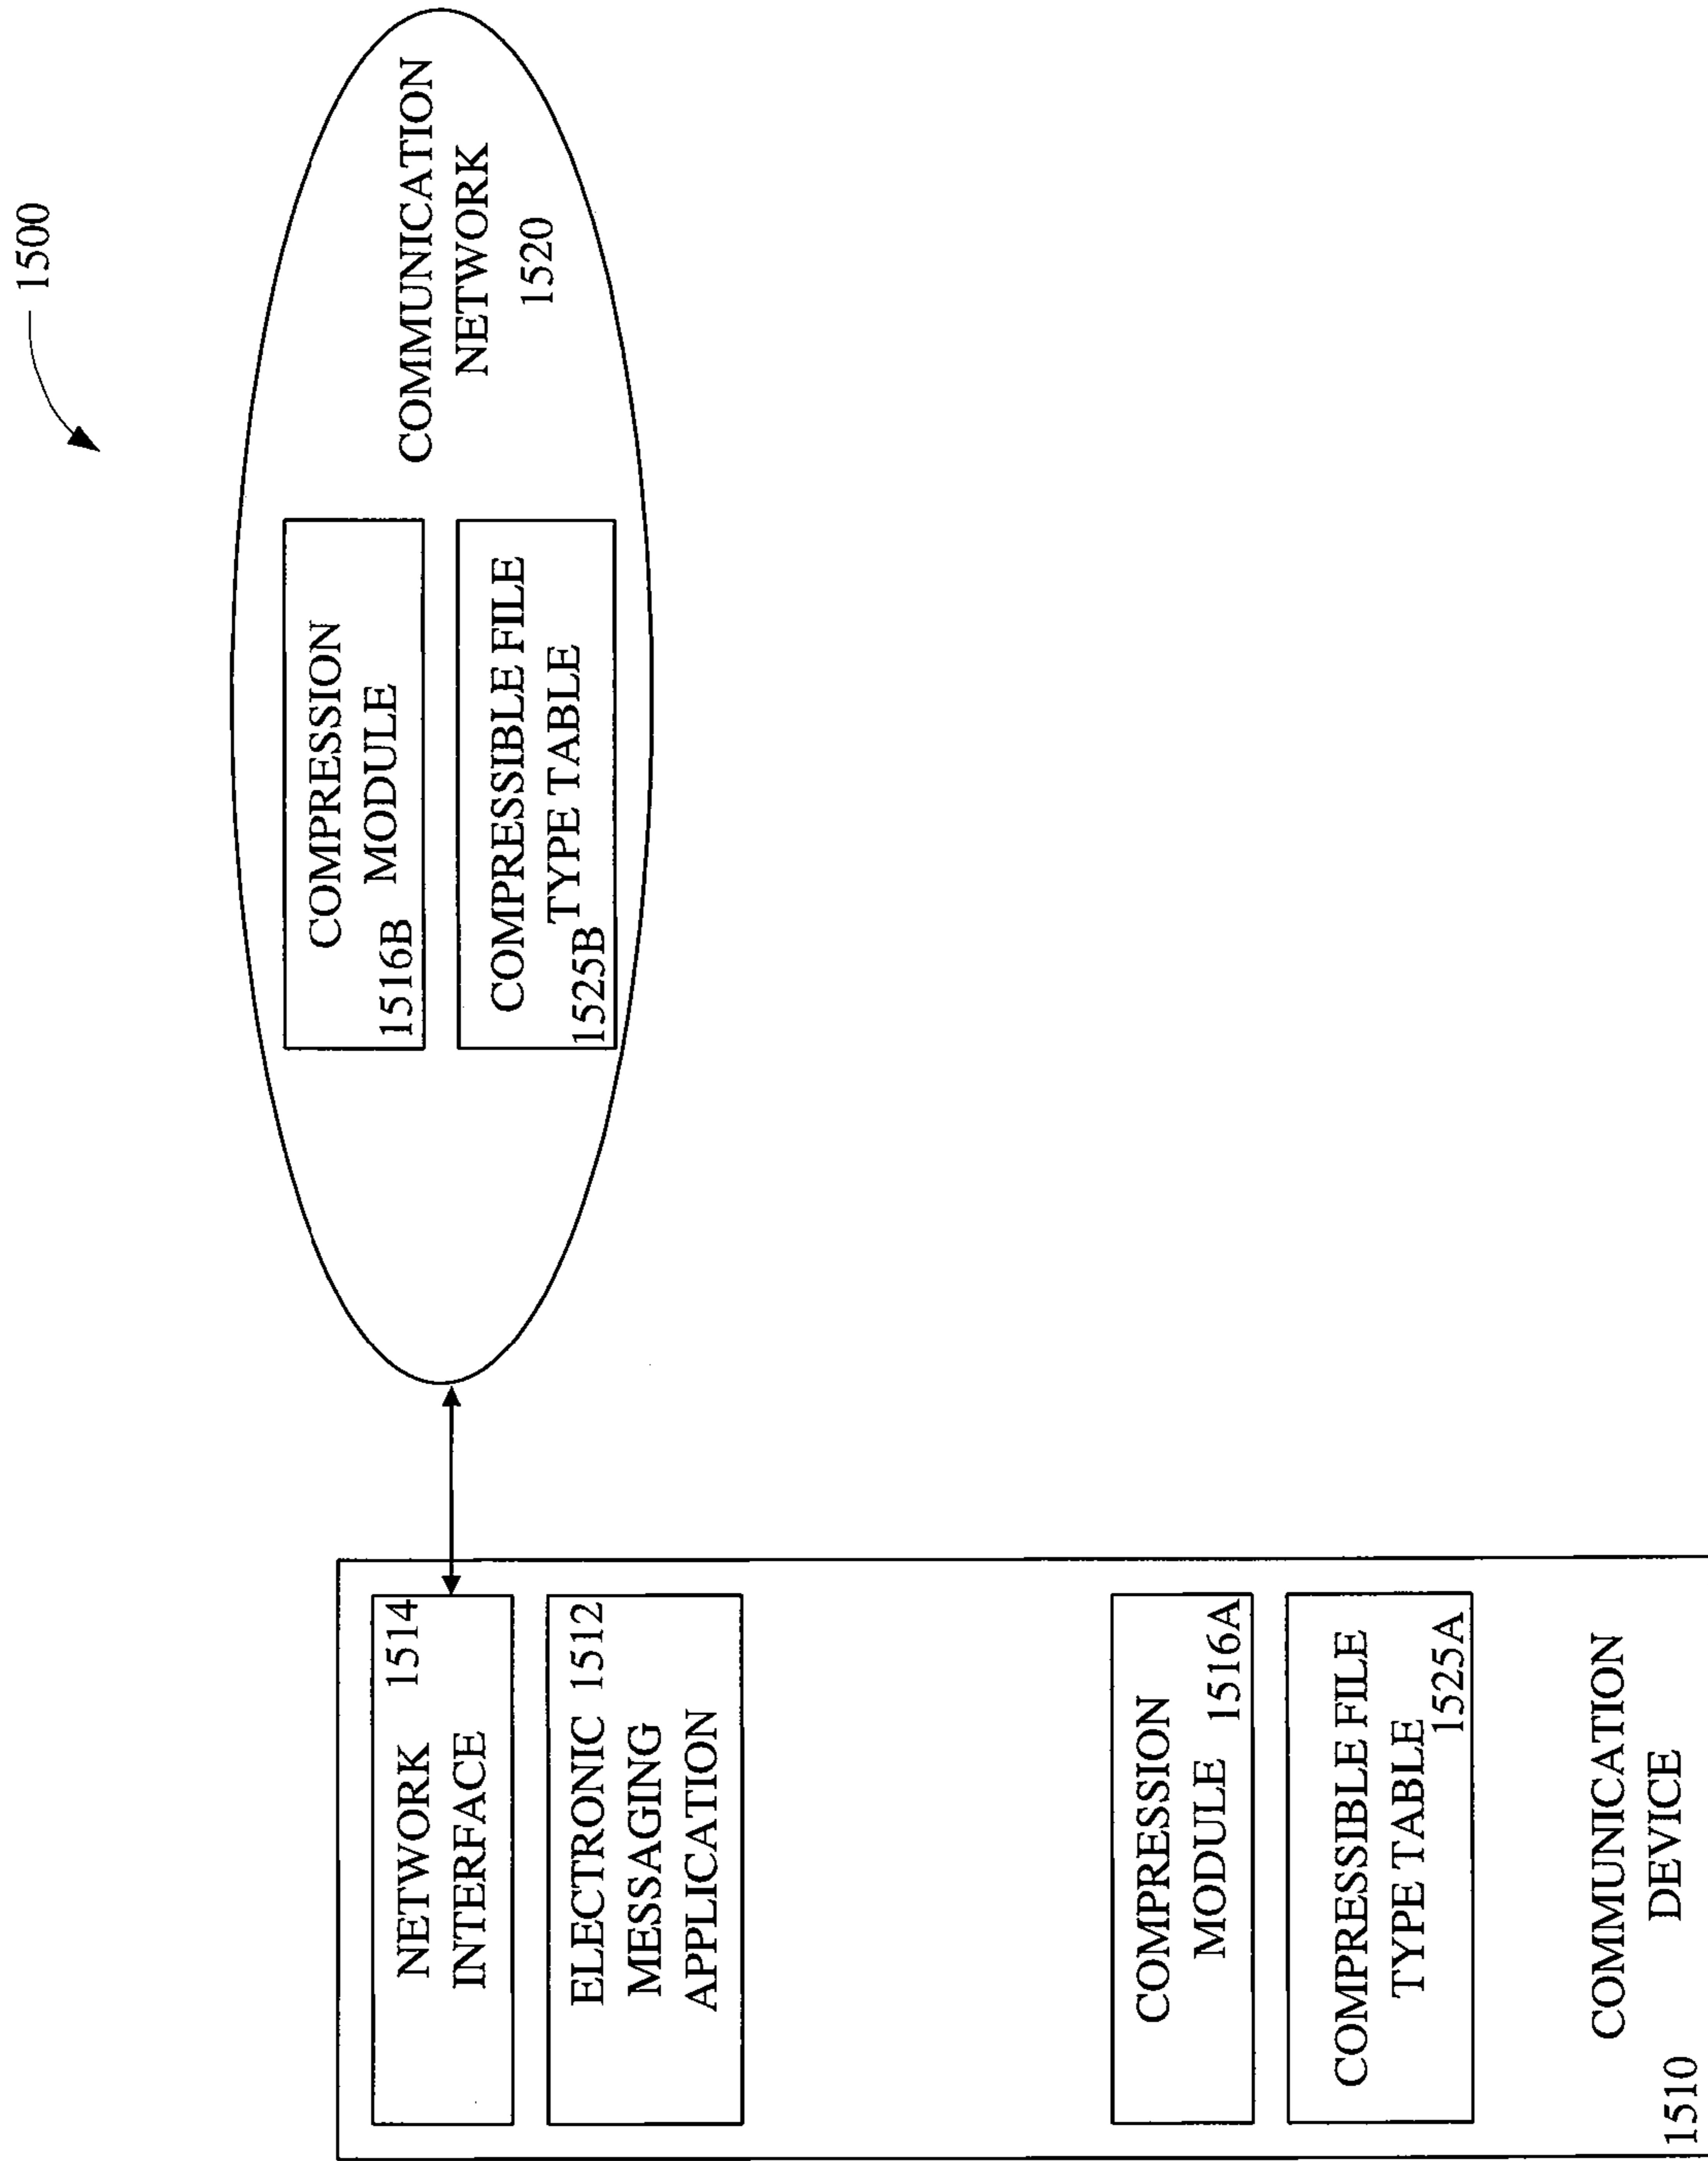 1500
NETWORK 1514
INTERFACE
ELECTRONIC 1512
MESSAGING
APPLICATION
COMPRESSION
MODULE 1516A
COMPRESSIBLE FILE
TYPE TABLE
1525A
COMMUNICATION
DEVICE
1510
COMPRESSION
MODULE
1516B
COMPRESSIBLE FILE
TYPE TABLE
1525B
COMMUNICATION
NETWORK
1520